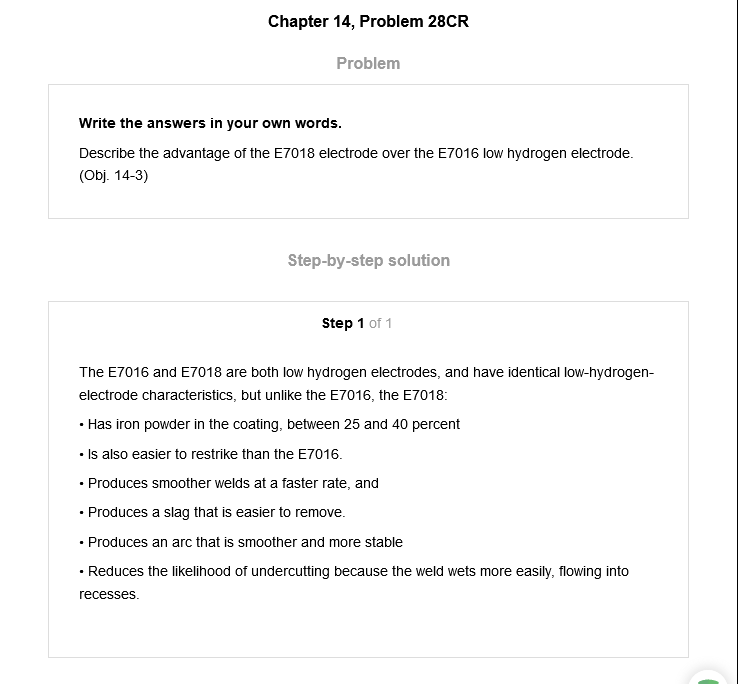 Chapter 14, Problem 28CR
Problem
Write the answers in your own words.
Describe the advantage of the E7018 electrode over the E7016 low hydrogen electrode.
(Obj. 14-3)
Step-by-step solution
Step 1 of 1
The E7016 and E7018 are both low hydrogen electrodes, and have identical low-hydrogen-
electrode characteristics, but unlike the E7016, the E7018:
• Has iron powder in the coating, between 25 and 40 percent
• Is also easier to restrike than the E7016.
• Produces smoother welds at a faster rate, and
• Produces a slag that is easier to remove.
• Produces an arc that is smoother and more stable
• Reduces the likelihood of undercutting because the weld wets more easily, flowing into
recesses.